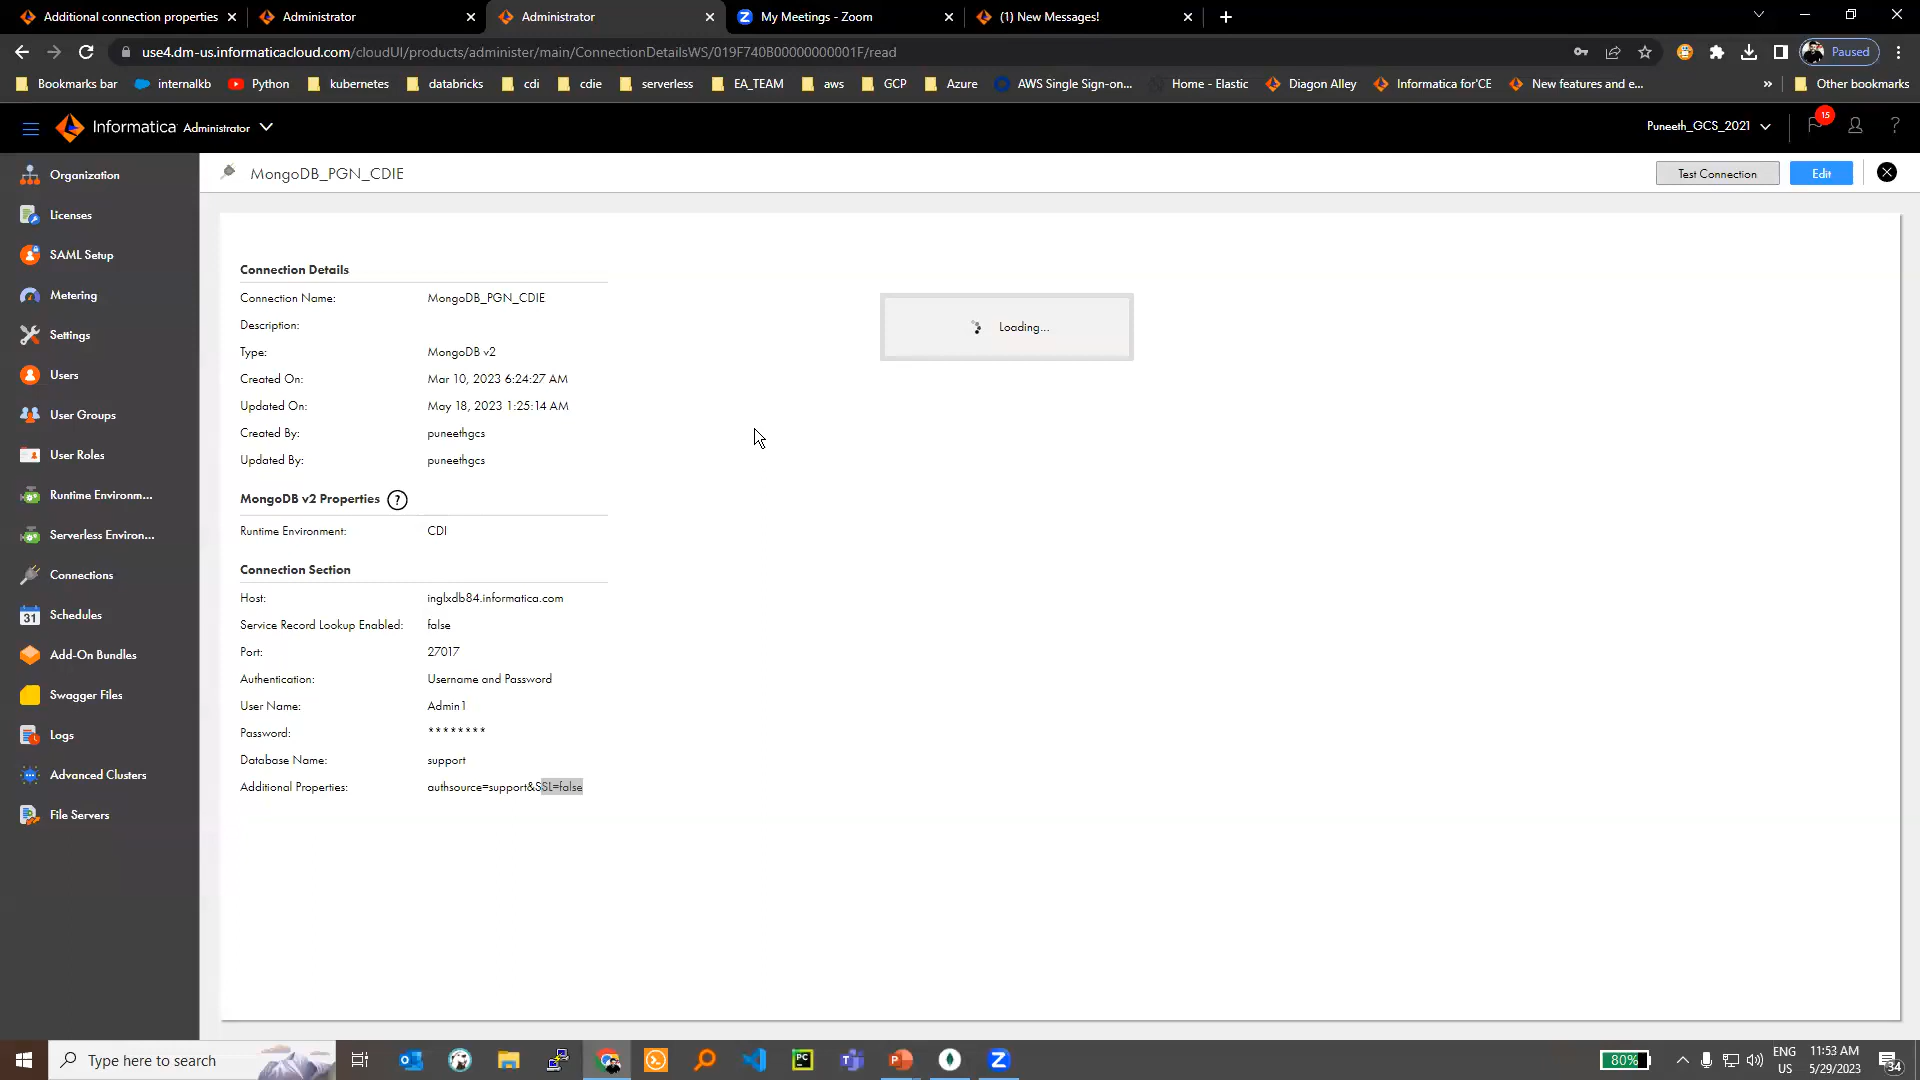 Additional connection properties
Administrator
Administrator
My Meetings - Zoom
(1) New Messages!
use4.dm-us.informaticacloud.com/cloudUI/products/administer/main/ConnectionDetailsWS/019F740B00000000001F/read
Paused
Bookmarks bar
internalkb
Python
kubernetes
databricks
cdi
cdie
serverless
EA_TEAM
aws
GCP
Azure
AWS Single Sign-on...
Home - Elastic
Diagon Alley
Informatica for'CE
New features and e...
»
Other bookmarks
Informatica Administrator
Puneeth_GCS_2021
15
?
Organization
Licenses
SAML Setup
Metering
Settings
Users
User Groups
User Roles
Runtime Environm...
Serverless Environ...
Connections
31 Schedules
Add-On Bundles
Swagger Files
Logs
Advanced Clusters
File Servers
MongoDB_PGN_CDIE
Test Connection
Edit
Connection Details
Connection Name: MongoDB_PGN_CDIE
Description:
Type: MongoDB v2
Created On: Mar 10, 2023 6:24:27 AM
Updated On: May 18, 2023 1:25:14 AM
Created By: puneethgcs
Updated By: puneethgcs
Loading...
MongoDB v2 Properties ?
Runtime Environment: CDI
Connection Section
Host: inglxdb84.informatica.com
Service Record Lookup Enabled: false
Port: 27017
Authentication: Username and Password
User Name: Admin1
Password: ********
Database Name: support
Additional Properties: authsource=support&SSL=false
Type here to search
80%
ENG
US
11:53 AM
5/29/2023
34